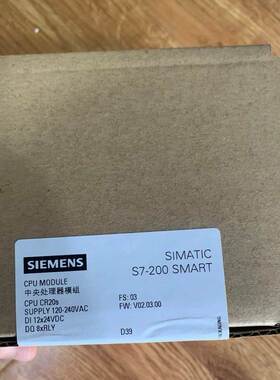 SIEMENS
SIMATIC
S7-200 SMART
CPU MODULE
中央处理器模组
CPU CR20s
SUPPLY 120-240VAC
DI 12x24VDC
DQ 8xRLY
FS: 03
FW: V02.03.00
D39